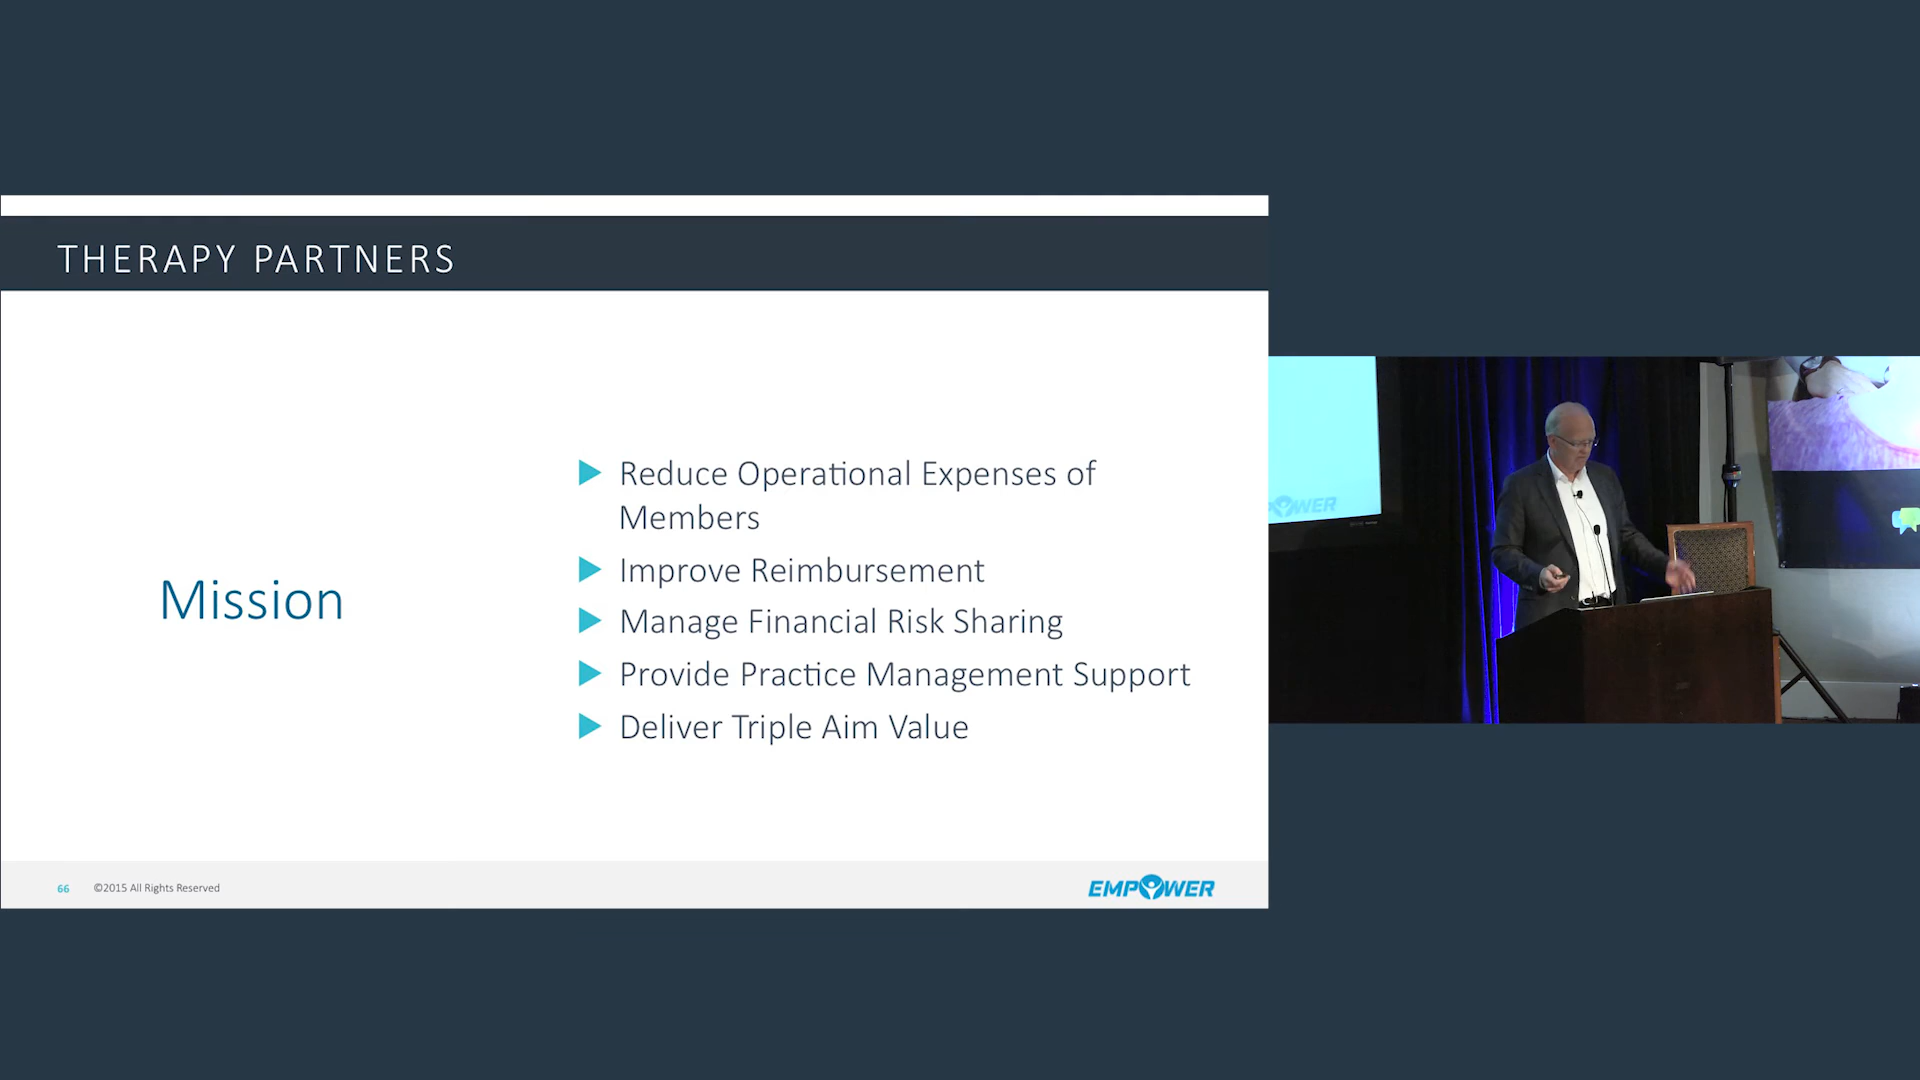 THERAPY PARTNERS
Mission
Reduce Operational Expenses of
Members
Improve Reimbursement
Manage Financial Risk Sharing
Provide Practice Management Support
Deliver Triple Aim Value
66 ©2015 All Rights Reserved
EMPOWER